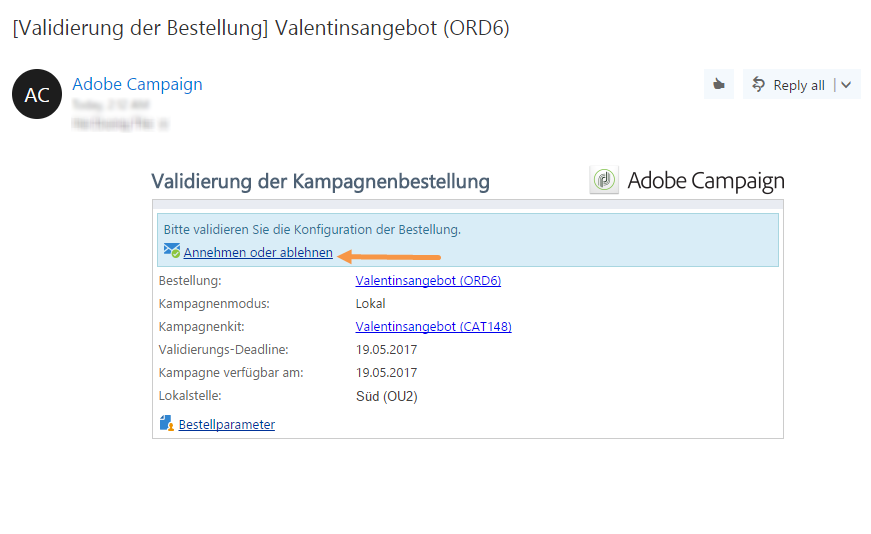 [Validierung der Bestellung] Valentinsangebot (ORD6)
AC
Adobe Campaign
Reply all
Validierung der Kampagnenbestellung
Adobe Campaign
Bitte validieren Sie die Konfiguration der Bestellung.
Annehmen oder ablehnen
Bestellung: Valentinsangebot (ORD6)
Kampagnenmodus: Lokal
Kampagnenkit: Valentinsangebot (CAT148)
Validierungs-Deadline: 19.05.2017
Kampagne verfügbar am: 19.05.2017
Lokalstelle: Süd (OU2)
Bestellparameter